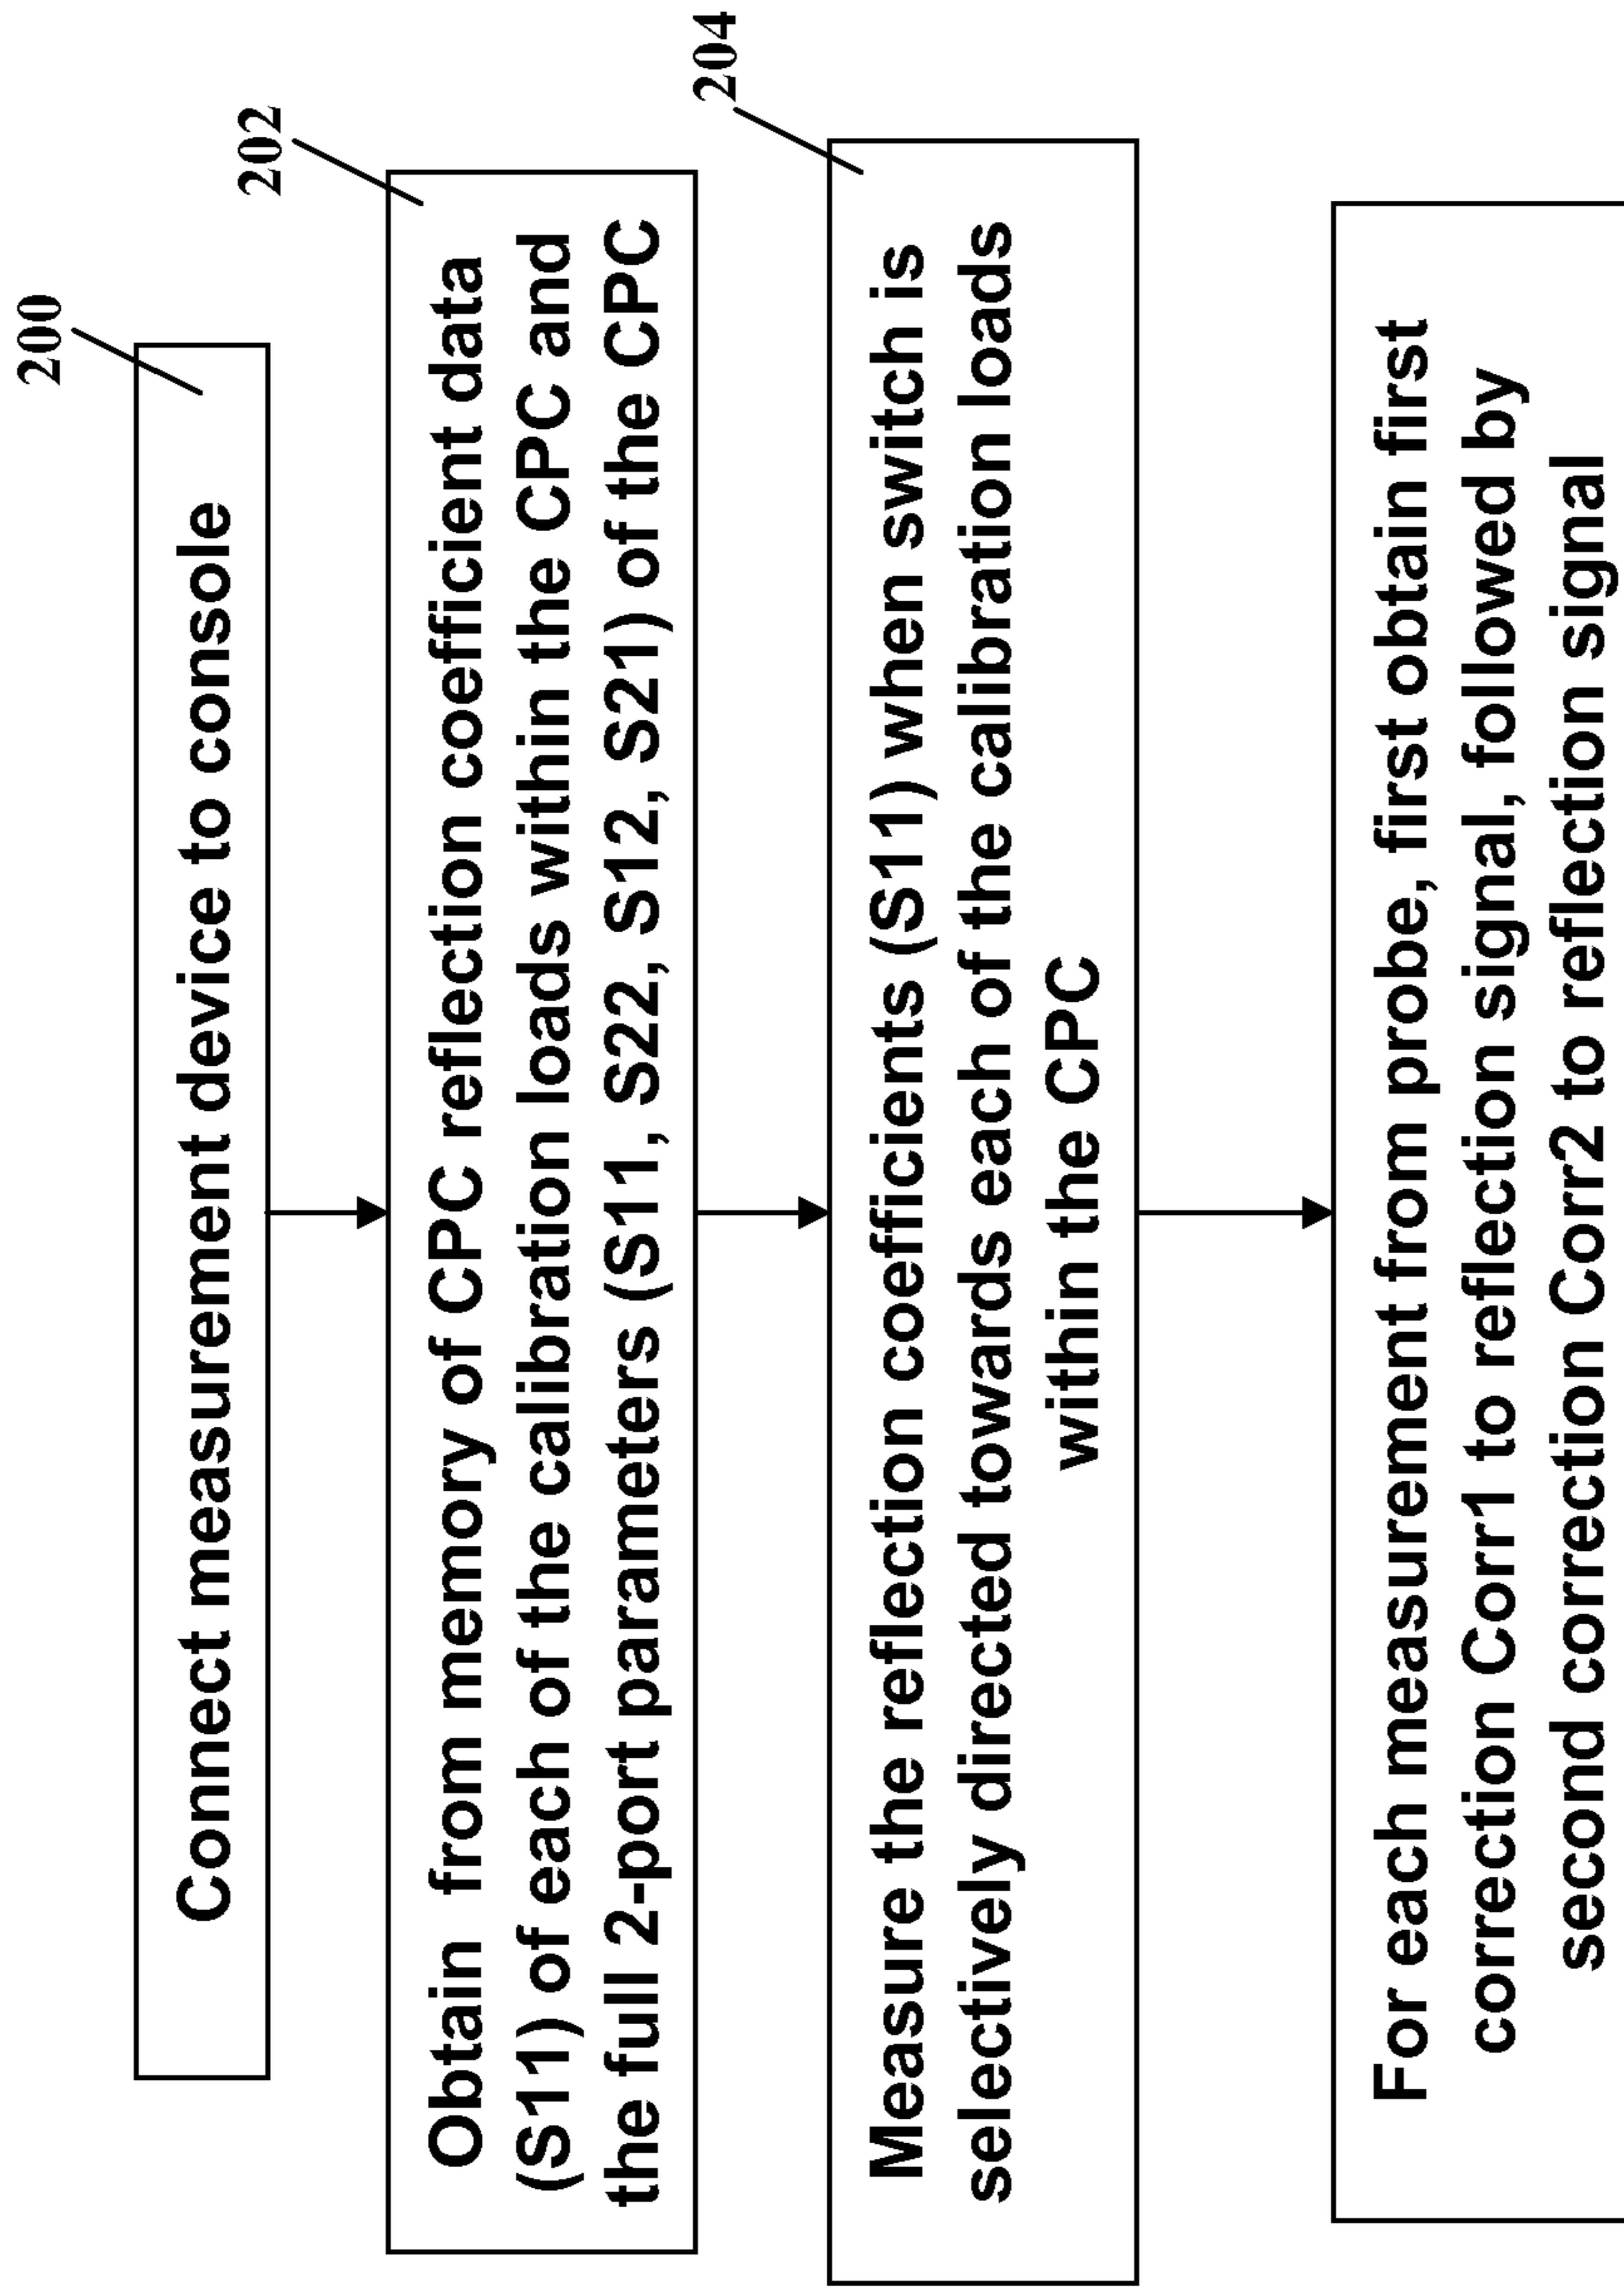 200
Connect measurement device to console
202
Obtain from memory of CPC reflection coefficient data
(S11) of each of the calibration loads within the CPC and
the full 2-port parameters (S11, S22, S12, S21) of the CPC
204
Measure the reflection coefficients (S11) when switch is
selectively directed towards each of the calibration loads
within the CPC
For each measurement from probe, first obtain first
correction Corr1 to reflection signal, followed by
second correction Corr2 to reflection signal